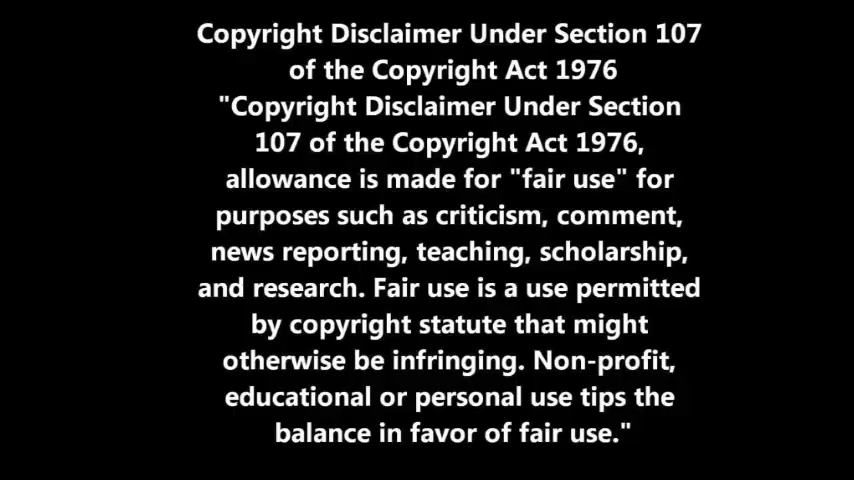 Copyright Disclaimer Under Section 107
of the Copyright Act 1976
"Copyright Disclaimer Under Section
107 of the Copyright Act 1976,
allowance is made for "fair use" for
purposes such as criticism, comment,
news reporting, teaching, scholarship,
and research. Fair use is a use permitted
by copyright statute that might
otherwise be infringing. Non-profit,
educational or personal use tips the
balance in favor of fair use."